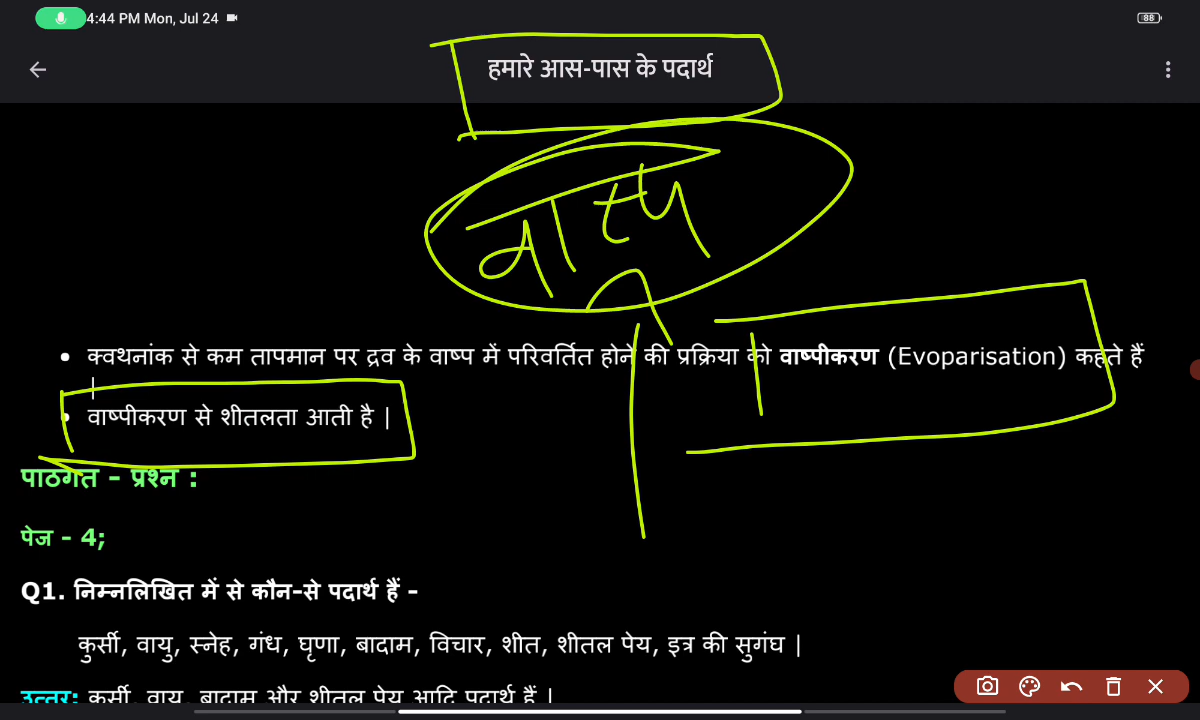 4:44 PM Mon, Jul 24
88
हमारे आस-पास के पदार्थ
वाष्प
• क्वथनांक से कम तापमान पर द्रव के वाष्प में परिवर्तित होने की प्रक्रिया को वाष्पीकरण (Evoparisation) कहते हैं
|
• वाष्पीकरण से शीतलता आती है |
पाठगत - प्रश्न :
पेज - 4;
Q1. निम्नलिखित में से कौन-से पदार्थ हैं -
कुर्सी, वायु, स्नेह, गंध, घृणा, बादाम, विचार, शीत, शीतल पेय, इत्र की सुगंघ |
उत्तर: कुर्सी, वायु, बादाम और शीतल पेय आदि पदार्थ हैं |